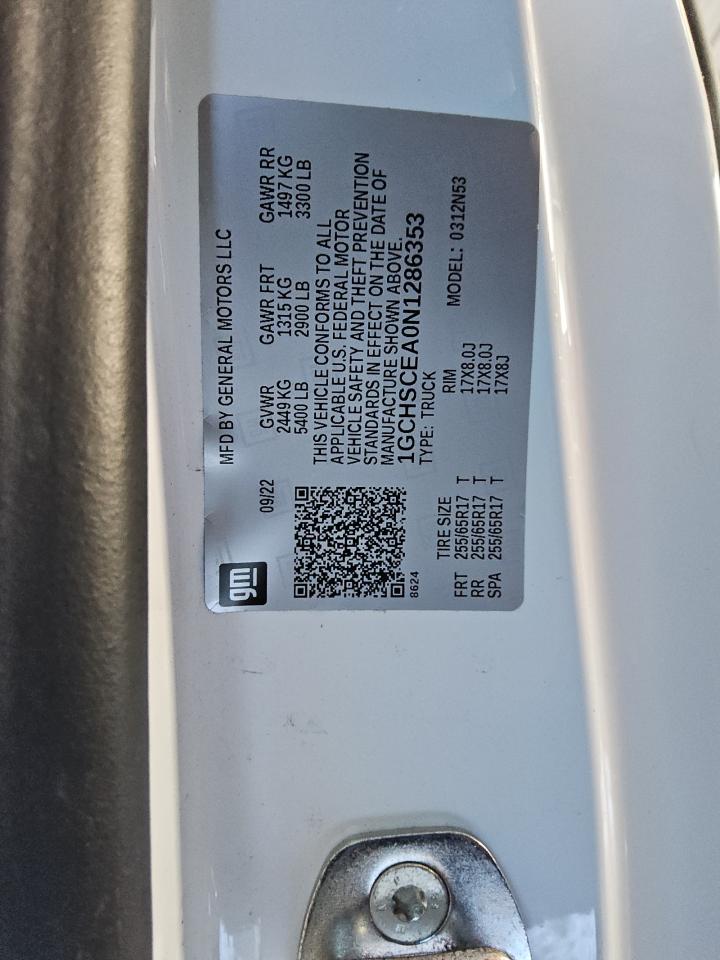 gm
MFD BY GENERAL MOTORS LLC
09/22
GVWR GAWR FRT GAWR RR
2449 KG 1315 KG 1497 KG
5400 LB 2900 LB 3300 LB
THIS VEHICLE CONFORMS TO ALL
APPLICABLE U.S. FEDERAL MOTOR
VEHICLE SAFETY AND THEFT PREVENTION
STANDARDS IN EFFECT ON THE DATE OF
MANUFACTURE SHOWN ABOVE.
1GCHSCEA0N1286353
8624
TYPE: TRUCK
TIRE SIZE RIM MODEL: 0312N53
FRT 255/65R17 T 17X8.0J
RR 255/65R17 T 17X8.0J
SPA 255/65R17 T 17X8J